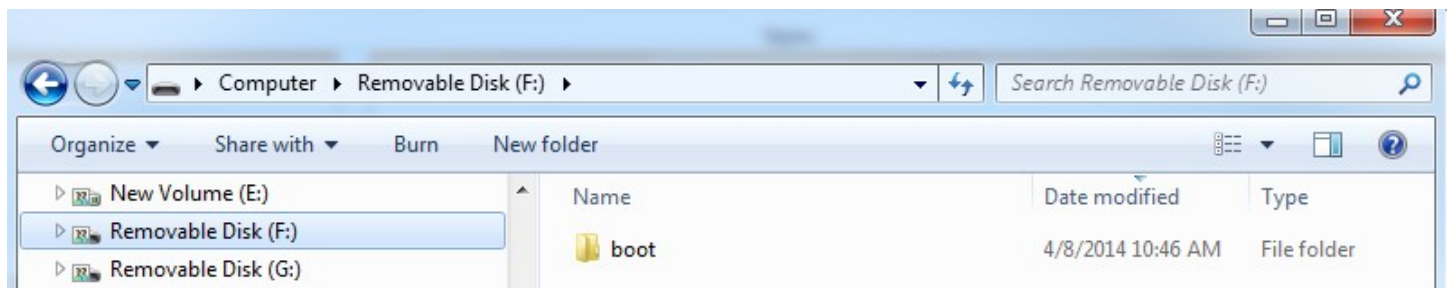 Computer Removable Disk (F:) Search Removable Disk (F:)
Organize Share with Burn New folder
New Volume (E:) Name Date modified Type
Removable Disk (F:) boot 4/8/2014 10:46 AM File folder
Removable Disk (G:)